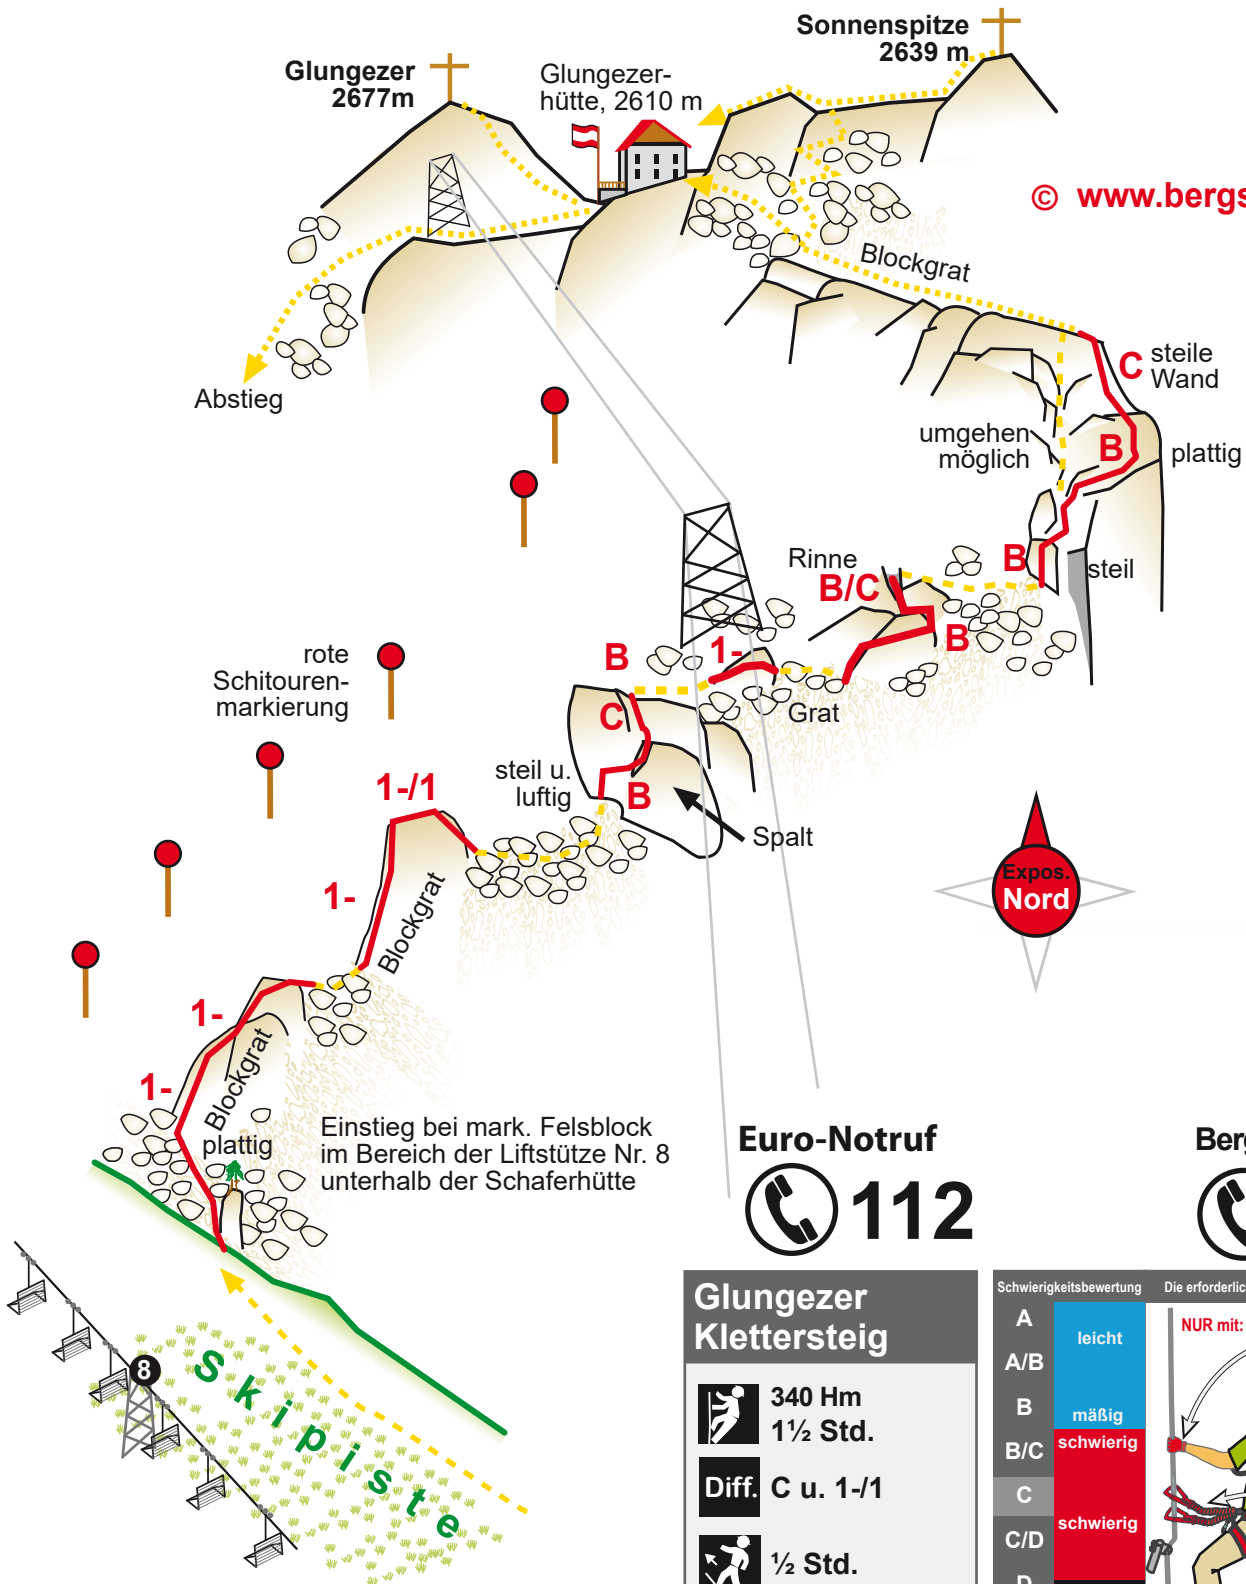 Sonnenspitze
2639 m
Glungezer
2677m
Glungezer-
hütte, 2610 m
© www.bergs
Blockgrat
C
steile
Wand
Abstieg
umgehen
möglich
B
plattig
Rinne
B/C
B
steil
B
1-
B
rote
Schitouren-
markierung
C
Grat
steil u.
luftig
B
1-/1
Spalt
Expos.
Nord
1-
Blockgrat
1-
Blockgrat
1-
plattig
Einstieg bei mark. Felsblock
im Bereich der Liftstütze Nr. 8
unterhalb der Schaferhütte
Euro-Notruf
112
Berg
8
Skipiste
Glungezer
Klettersteig
340 Hm
1½ Std.
Diff. C u. 1-/1
½ Std.
Schwierigkeitsbewertung
Die erforderlic
A
leicht
NUR mit:
A/B
B
mäßig
B/C
schwierig
C
C/D
schwierig
D